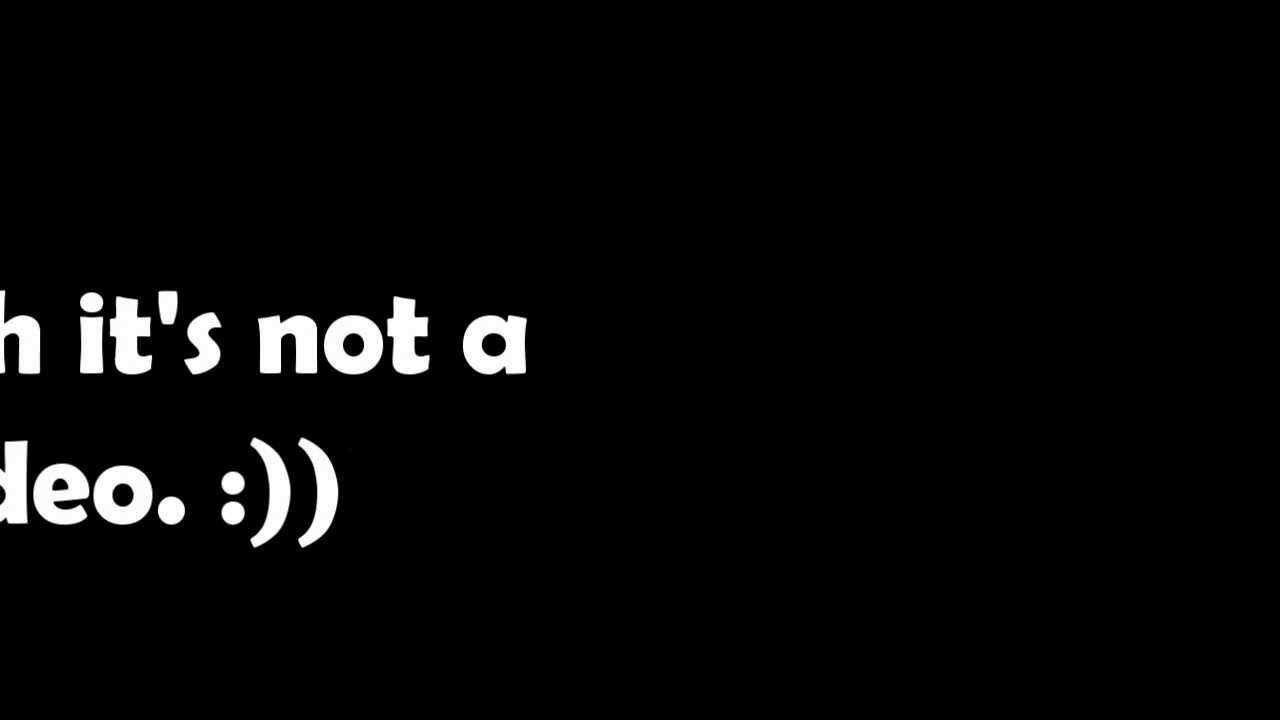 h it's not a
deo. :))